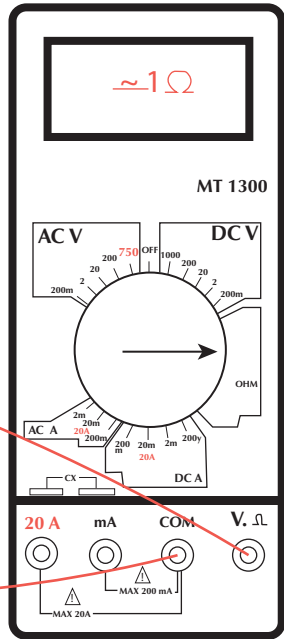 ~1Ω
MT 1300
AC V
DC V
200m
2
20
200
750
OFF
1000
200
20
2
200m
OHM
AC A
2m
20m
20A
200m
200
m
20m
20A
2m
200y
DC A
CX
20 A
mA
COM
V. Ω
MAX 200 mA
MAX 20A